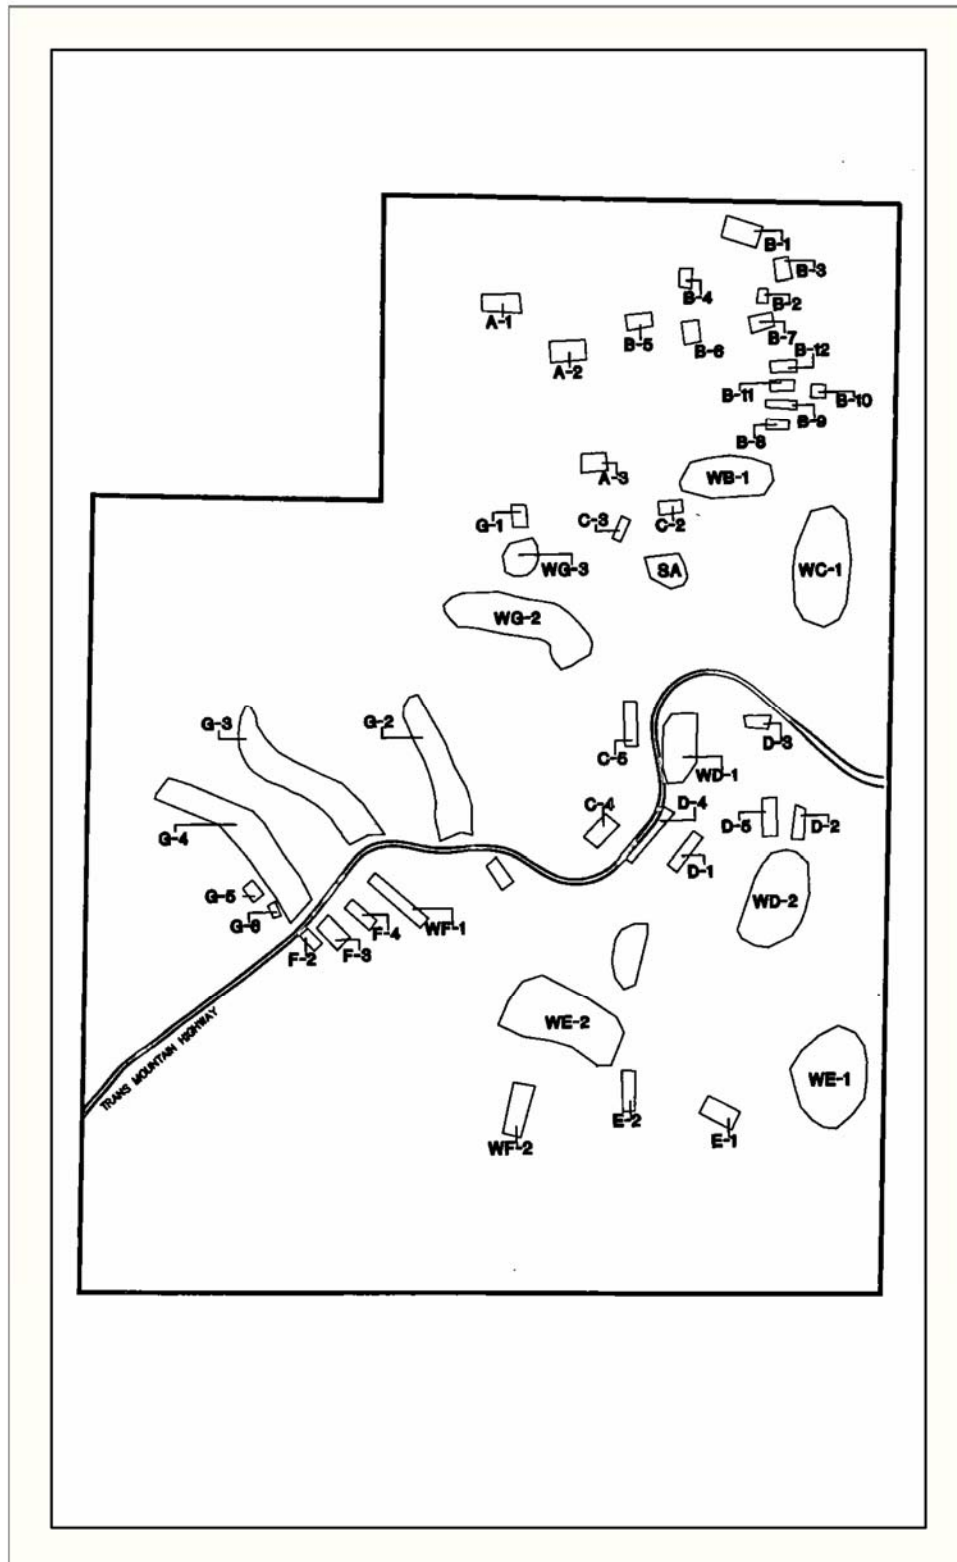 B-1
B-3
B-4
B-2
A-1
B-5
B-6
B-7
A-2
B-12
B-11
B-10
B-9
B-8
A-3
WB-1
G-1
C-3
C-2
WG-3
SA
WC-1
WG-2
G-3
G-2
C-5
D-3
WD-1
C-4
D-4
D-5
D-2
G-4
D-1
G-5
WD-2
G-6
F-4
WF-1
F-2
F-3
WE-2
TRANS MOUNTAIN HIGHWAY
WE-1
E-2
E-1
WF-2